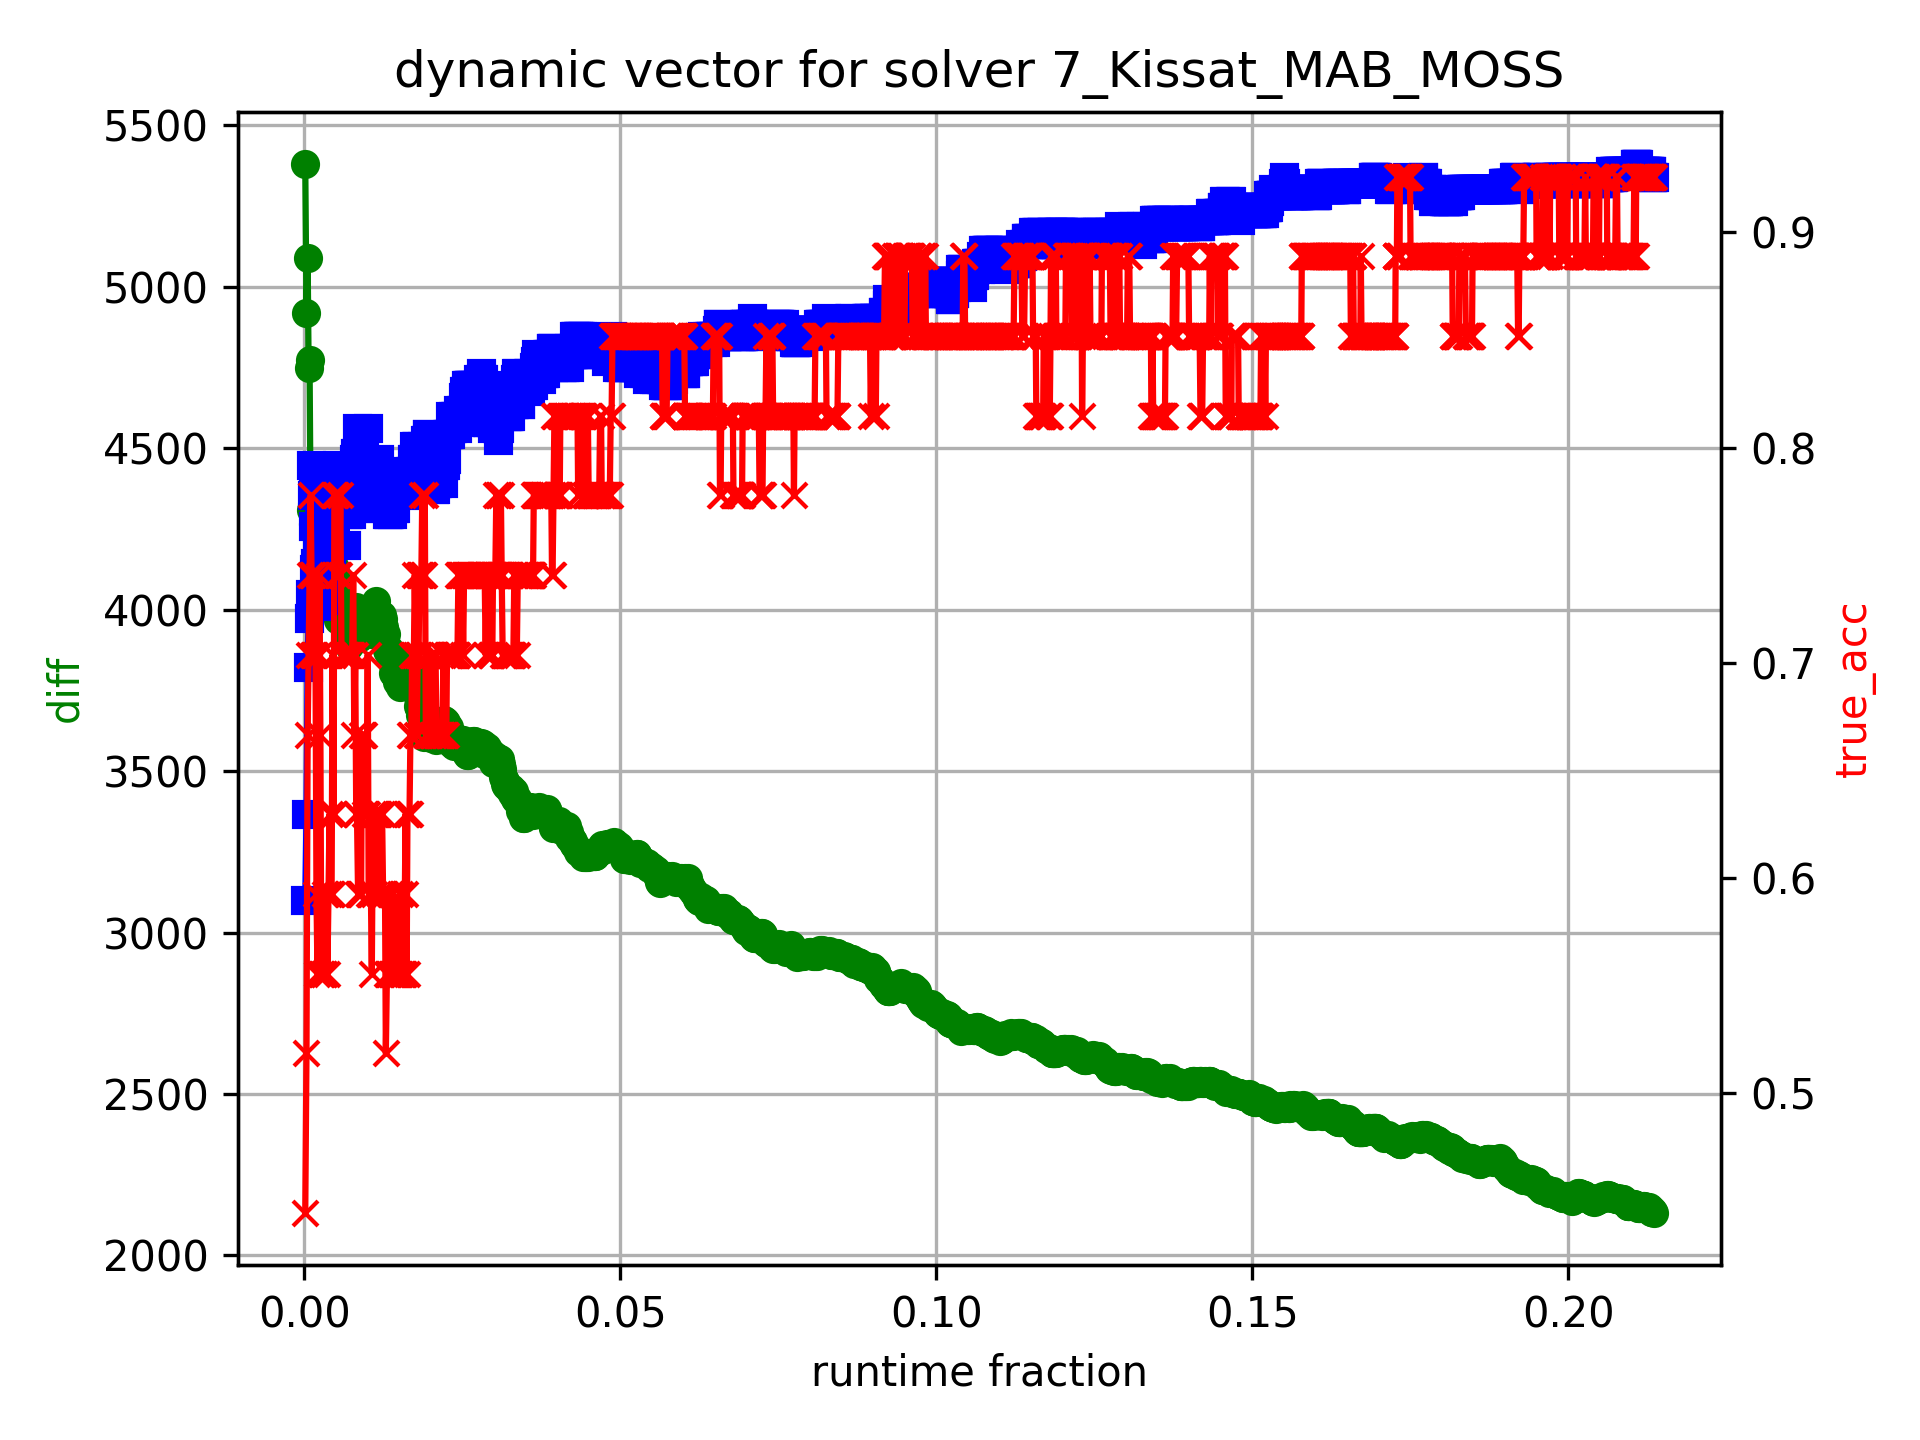 dynamic vector for solver 7_Kissat_MAB_MOSS
5500
5000
4500
4000
3500
3000
2500
2000
diff
0.9
0.8
0.7
0.6
0.5
true_acc
0.00 0.05 0.10 0.15 0.20
runtime fraction